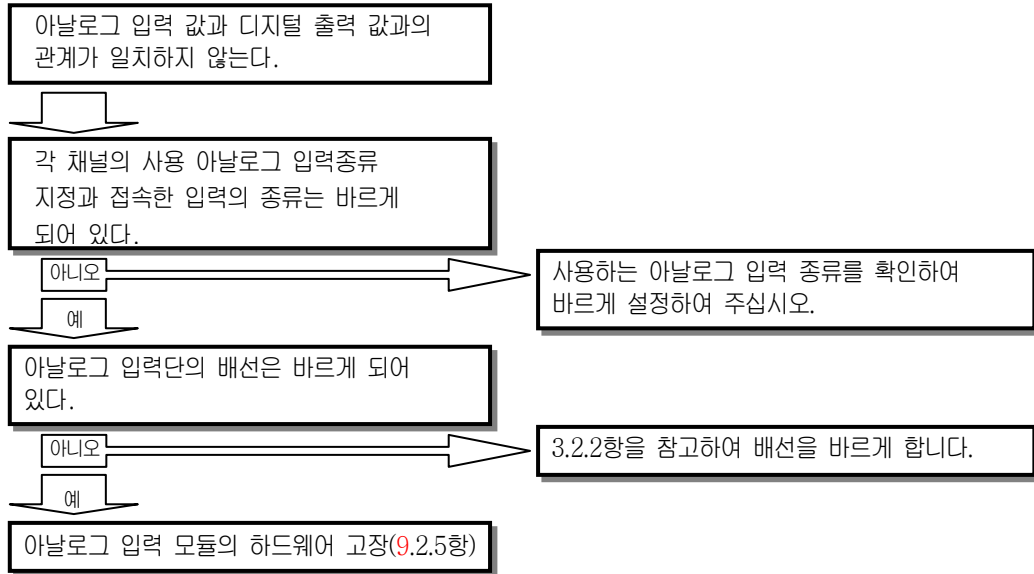 아날로그 입력 값과 디지털 출력 값과의
관계가 일치하지 않는다.
각 채널의 사용 아날로그 입력종류
지정과 접속한 입력의 종류는 바르게
되어 있다.
아니오
사용하는 아날로그 입력 종류를 확인하여
바르게 설정하여 주십시오.
예
아날로그 입력단의 배선은 바르게 되어
있다.
아니오
3.2.2항을 참고하여 배선을 바르게 합니다.
예
아날로그 입력 모듈의 하드웨어 고장(9.2.5항)